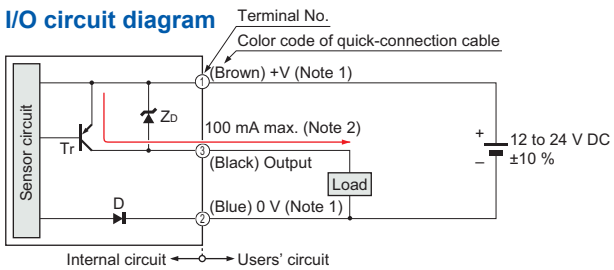 I/O circuit diagram
Terminal No.
Color code of quick-connection cable
1 (Brown) +V (Note 1)
Sensor circuit
Tr
ZD
100 mA max. (Note 2)
3
(Black) Output
+
–
12 to 24 V DC
±10 %
Load
D
2 (Blue) 0 V (Note 1)
Internal circuit
Users' circuit